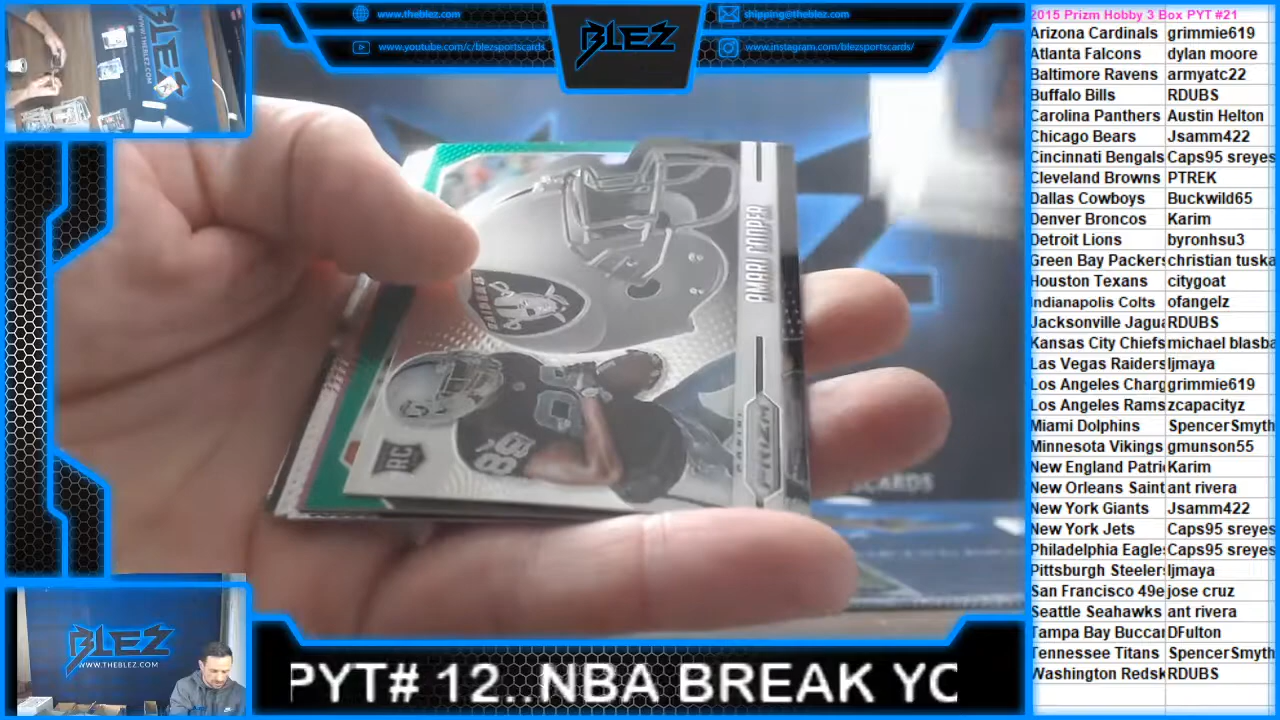 www.theblez.com
shipping@theblez.com
www.youtube.com/c/blezsportscards
BLEZ
www.instagram.com/blezsportscards/
2015 Prizm Hobby 3 Box PYT #21
Arizona Cardinals grimmie619
Atlanta Falcons dylan moore
Baltimore Ravens armyatc22
Buffalo Bills RDUBS
Carolina Panthers Austin Helton
Chicago Bears Jsamm422
Cincinnati Bengals Caps95 sreyes
Cleveland Browns PTREK
Dallas Cowboys Buckwild65
Denver Broncos Karim
Detroit Lions byronhsu3
Green Bay Packers christian tuska
Houston Texans citygoat
Indianapolis Colts ofangelz
Jacksonville Jagua RDUBS
Kansas City Chiefs michael blasba
Las Vegas Raiders ljmaya
Los Angeles Charg grimmie619
Los Angeles Rams zcapacityz
Miami Dolphins SpencerSmyth
Minnesota Vikings gmunson55
New England Patri Karim
New Orleans Saint ant rivera
New York Giants Jsamm422
New York Jets Caps95 sreyes
Philadelphia Eagles Caps95 sreyes
Pittsburgh Steelers ljmaya
San Francisco 49e jose cruz
Seattle Seahawks ant rivera
Tampa Bay Buccar DFulton
Tennessee Titans SpencerSmyth
Washington Redsk RDUBS
AMARI COOPER
RAIDERS
89
RC
PANINI
PRIZM
BLEZ
WWW.THEBLEZ.COM
PYT# 12..NBA BREAK YO